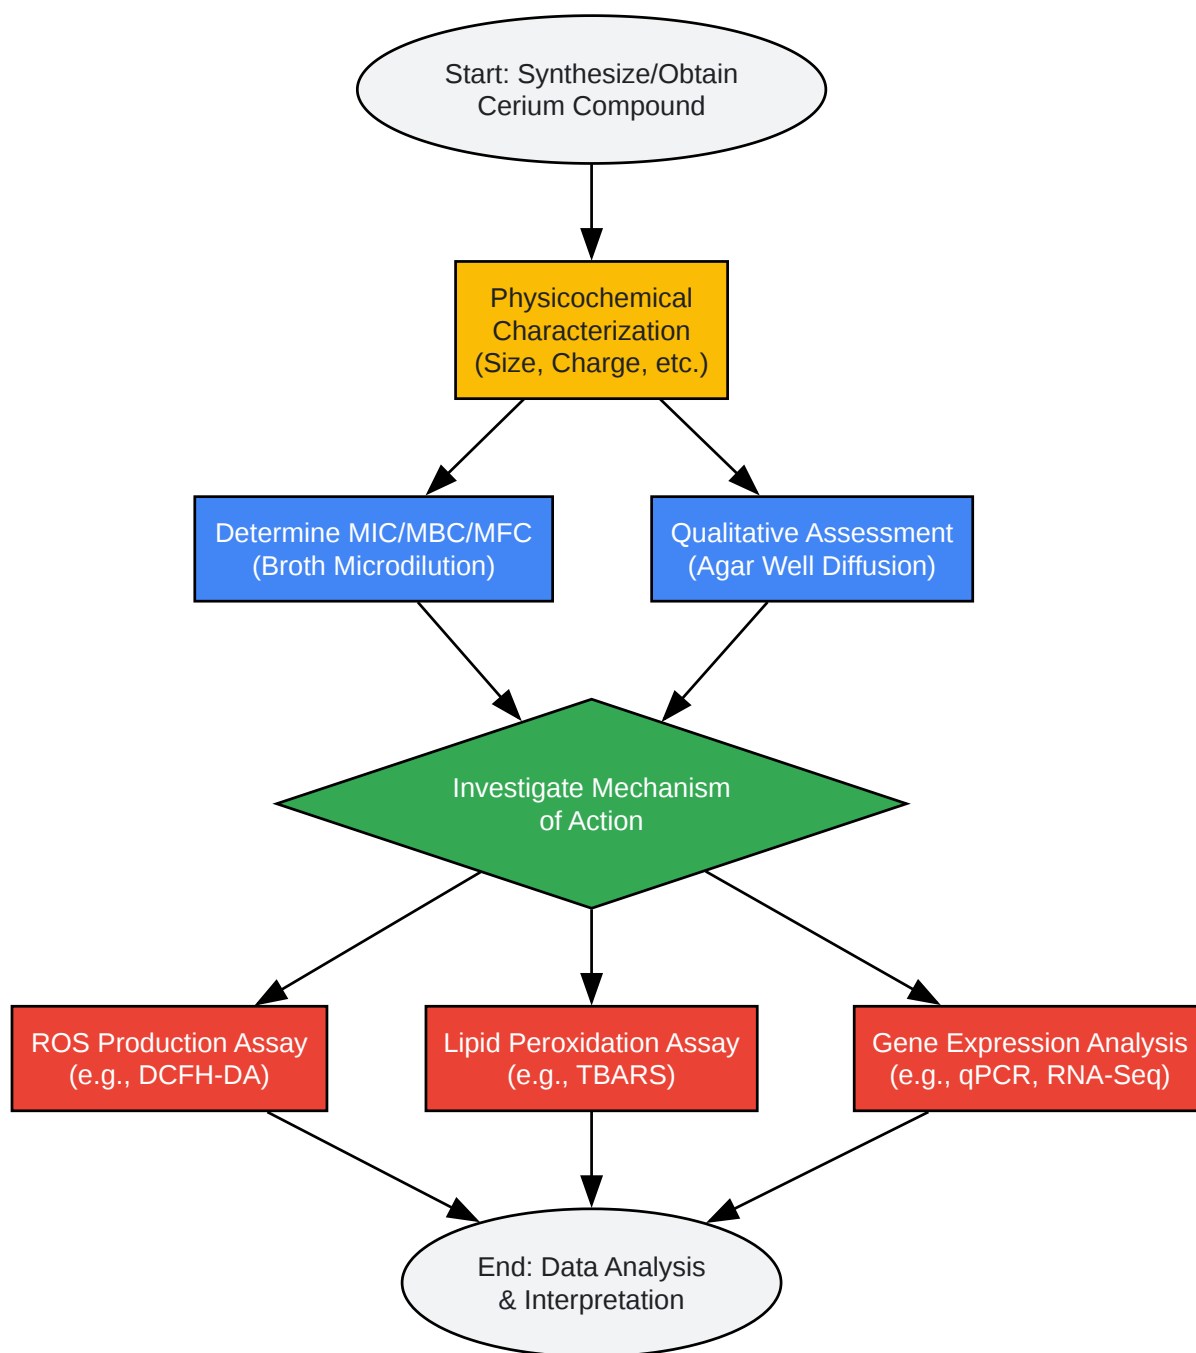 Start: Synthesize/Obtain
Cerium Compound
Physicochemical
Characterization
(Size, Charge, etc.)
Determine MIC/MBC/MFC
(Broth Microdilution)
Qualitative Assessment
(Agar Well Diffusion)
Investigate Mechanism
of Action
ROS Production Assay
(e.g., DCFH-DA)
Lipid Peroxidation Assay
(e.g., TBARS)
Gene Expression Analysis
(e.g., qPCR, RNA-Seq)
End: Data Analysis
& Interpretation